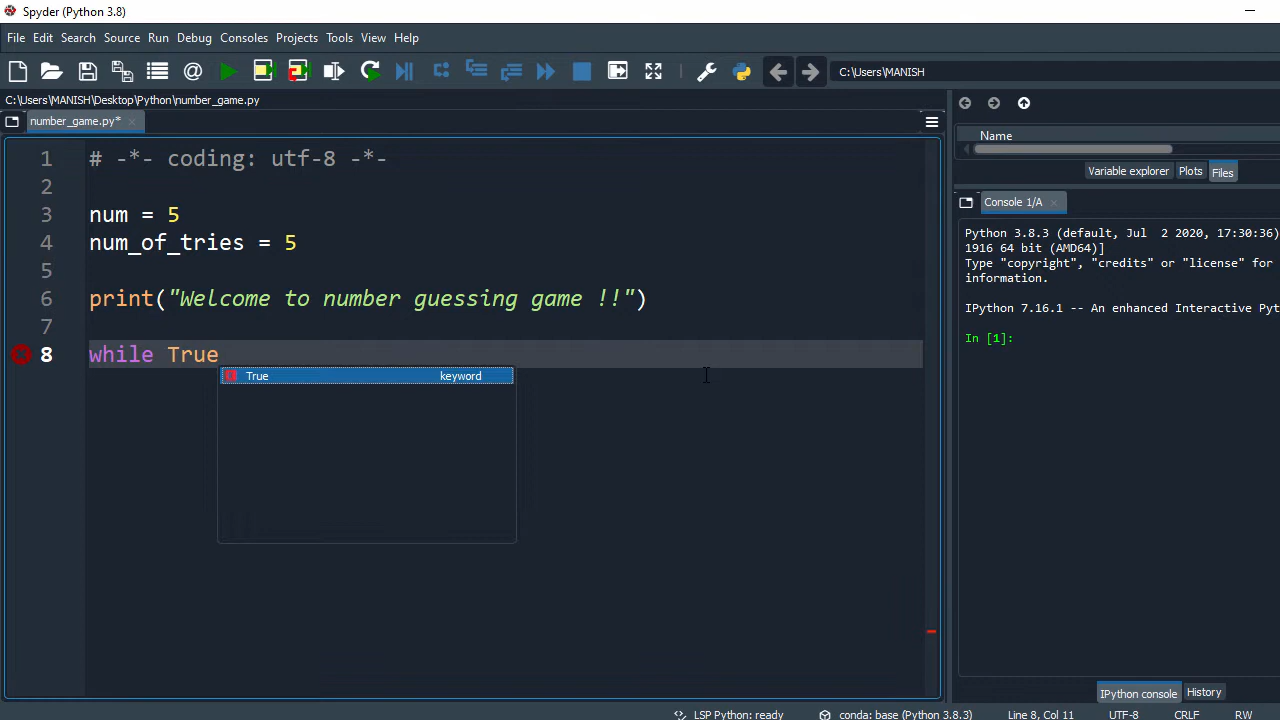 Spyder (Python 3.8)
File Edit Search Source Run Debug Consoles Projects Tools View Help
C:\Users\MANISH
C:\Users\MANISH\Desktop\Python\number_game.py
number_game.py*
1 # -*- coding: utf-8 -*-
2
3 num = 5
4 num_of_tries = 5
5
6 print("Welcome to number guessing game !!")
7
8 while True
True keyword
Name
Variable explorer Plots Files
Console 1/A
Python 3.8.3 (default, Jul  2 2020, 17:30:36)
1916 64 bit (AMD64)]
Type "copyright", "credits" or "license" for
information.
IPython 7.16.1 -- An enhanced Interactive Pyt
In [1]:
IPython console History
LSP Python: ready conda: base (Python 3.8.3) Line 8, Col 11 UTF-8 CRLF RW